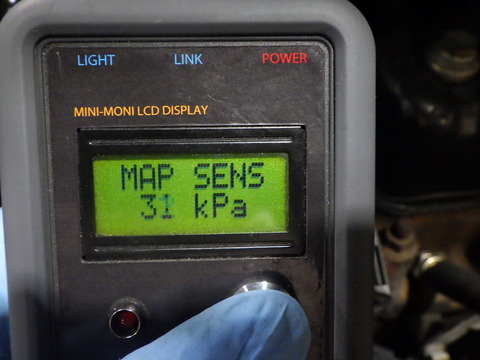 LIGHT LINK POWER
MINI-MONI LCD DISPLAY
MAP SENS
31 kPa